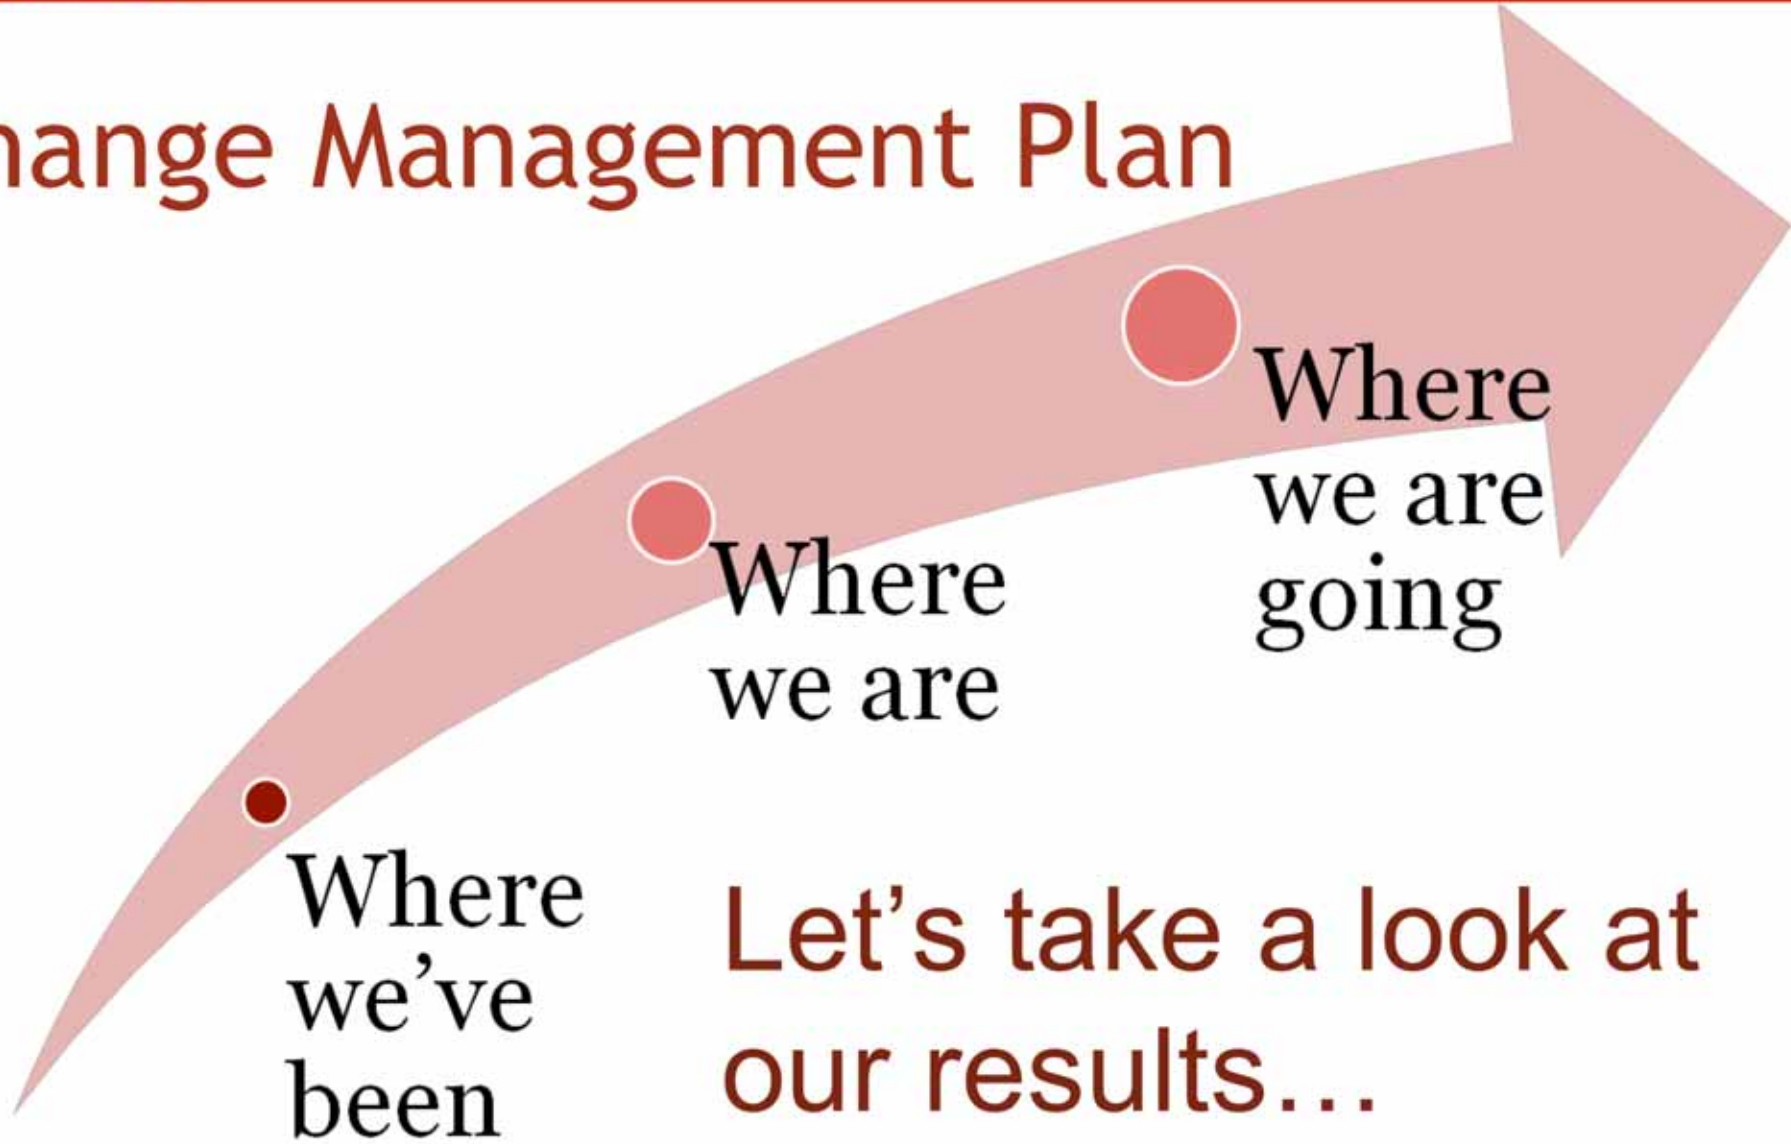 hange Management Plan
Where
we are
going
Where
we are
Where
we've
been
Let's take a look at
our results...